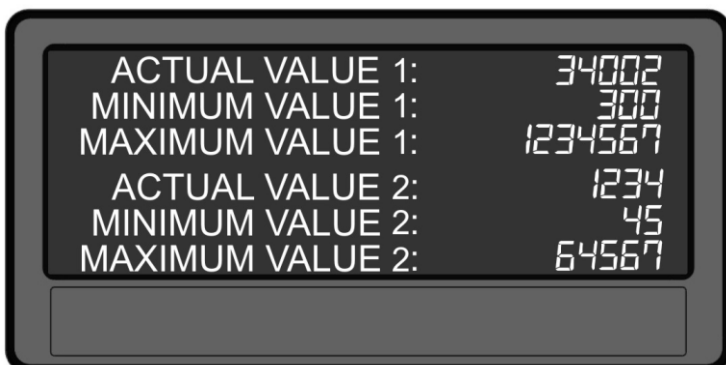 ACTUAL VALUE 1: 34002
MINIMUM VALUE 1: 300
MAXIMUM VALUE 1: 1234567
ACTUAL VALUE 2: 1234
MINIMUM VALUE 2: 45
MAXIMUM VALUE 2: 64567